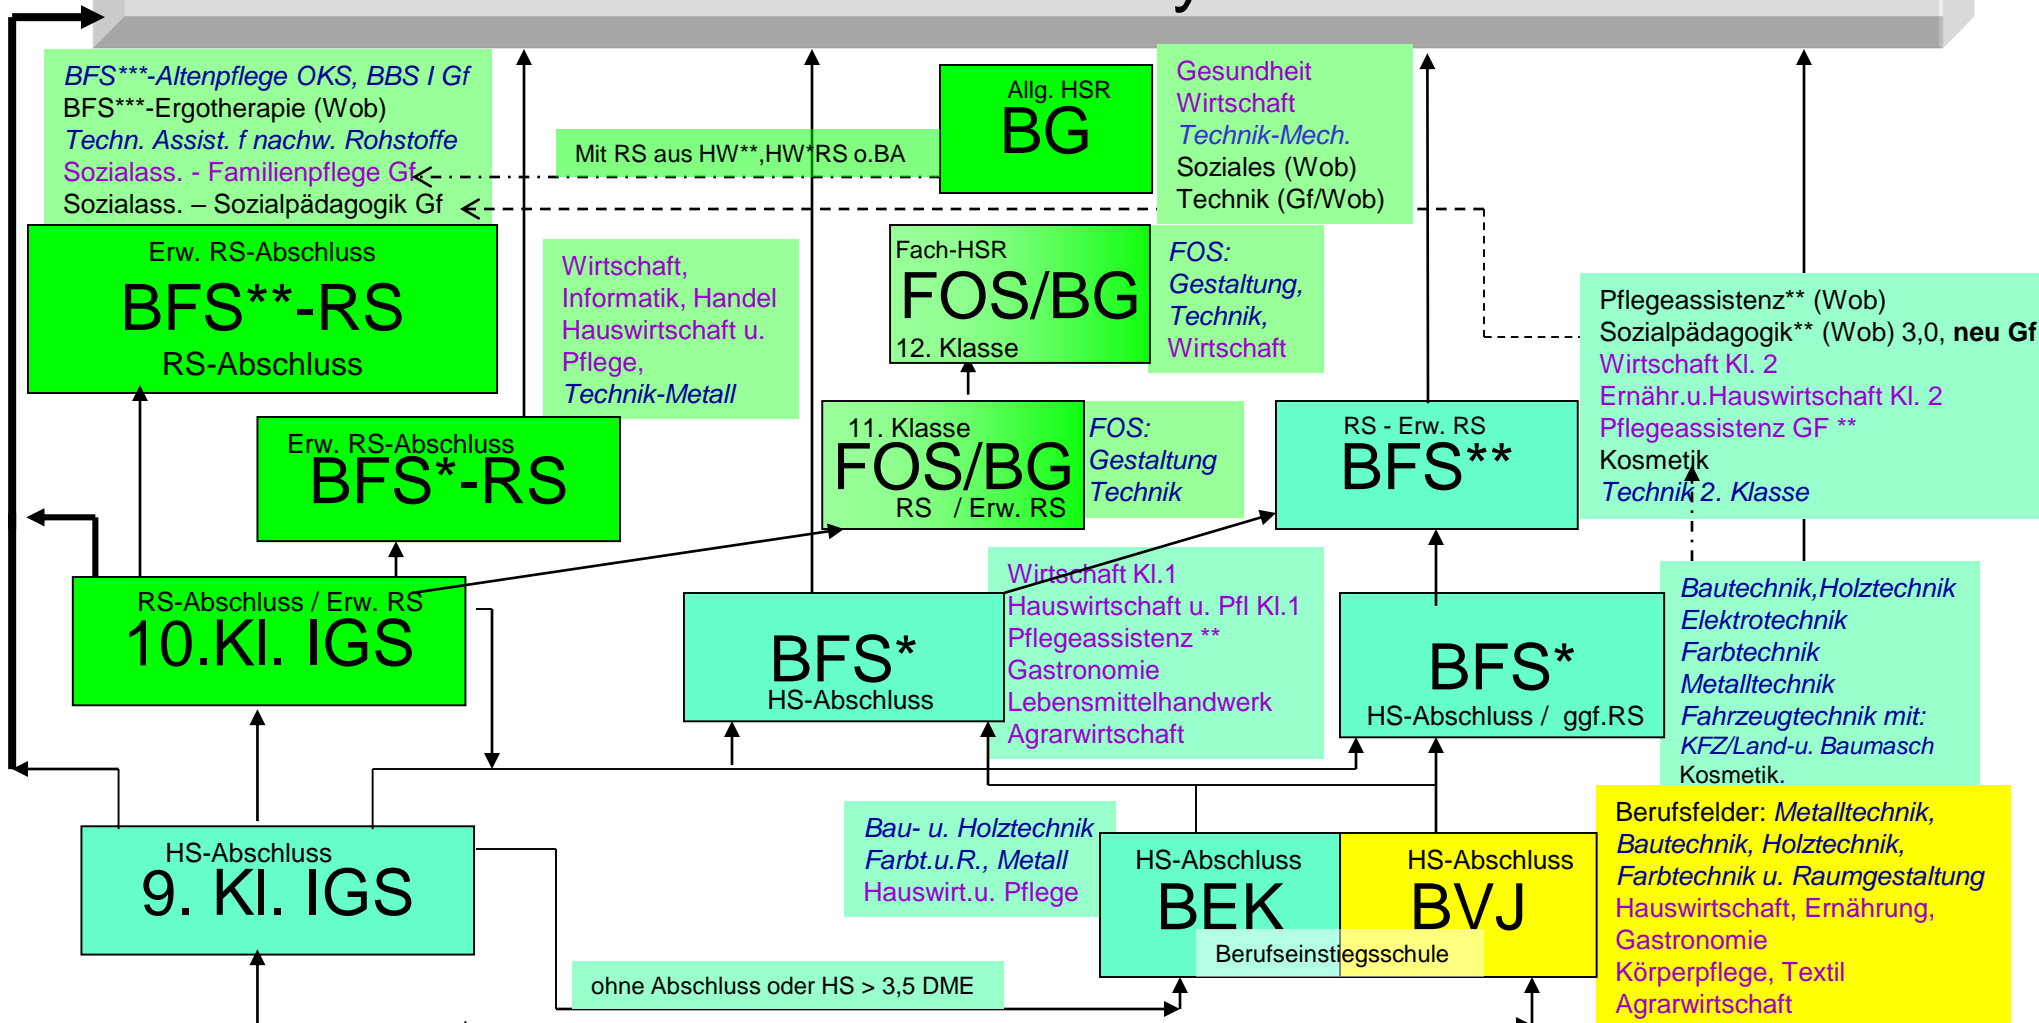 BFS***-Altenpflege OKS, BBS I Gf
BFS***-Ergotherapie (Wob)
Techn. Assist. f nachw. Rohstoffe
Sozialass. - Familienpflege Gf
Sozialass. – Sozialpädagogik Gf
Mit RS aus HW**,HW*RS o.BA
Allg. HSR
BG
Gesundheit
Wirtschaft
Technik-Mech.
Soziales (Wob)
Technik (Gf/Wob)
Erw. RS-Abschluss
BFS**-RS
RS-Abschluss
Wirtschaft,
Informatik, Handel
Hauswirtschaft u.
Pflege,
Technik-Metall
Fach-HSR
FOS/BG
12. Klasse
FOS:
Gestaltung,
Technik,
Wirtschaft
Pflegeassistenz** (Wob)
Sozialpädagogik** (Wob) 3,0, neu Gf
Wirtschaft Kl. 2
Ernähr.u.Hauswirtschaft Kl. 2
Pflegeassistenz GF **
Kosmetik
Technik 2. Klasse
Erw. RS-Abschluss
BFS*-RS
11. Klasse
FOS/BG
RS / Erw. RS
FOS:
Gestaltung
Technik
RS - Erw. RS
BFS**
RS-Abschluss / Erw. RS
10.Kl. IGS
BFS*
HS-Abschluss
Wirtschaft Kl.1
Hauswirtschaft u. Pfl Kl.1
Pflegeassistenz **
Gastronomie
Lebensmittelhandwerk
Agrarwirtschaft
BFS*
HS-Abschluss / ggf.RS
Bautechnik,Holztechnik
Elektrotechnik
Farbtechnik
Metalltechnik
Fahrzeugtechnik mit:
KFZ/Land-u. Baumasch
Kosmetik.
HS-Abschluss
9. Kl. IGS
Bau- u. Holztechnik
Farbt.u.R., Metall
Hauswirt.u. Pflege
HS-Abschluss
BEK
HS-Abschluss
BVJ
Berufseinstiegsschule
Berufsfelder: Metalltechnik,
Bautechnik, Holztechnik,
Farbtechnik u. Raumgestaltung
Hauswirtschaft, Ernährung,
Gastronomie
Körperpflege, Textil
Agrarwirtschaft
ohne Abschluss oder HS > 3,5 DME